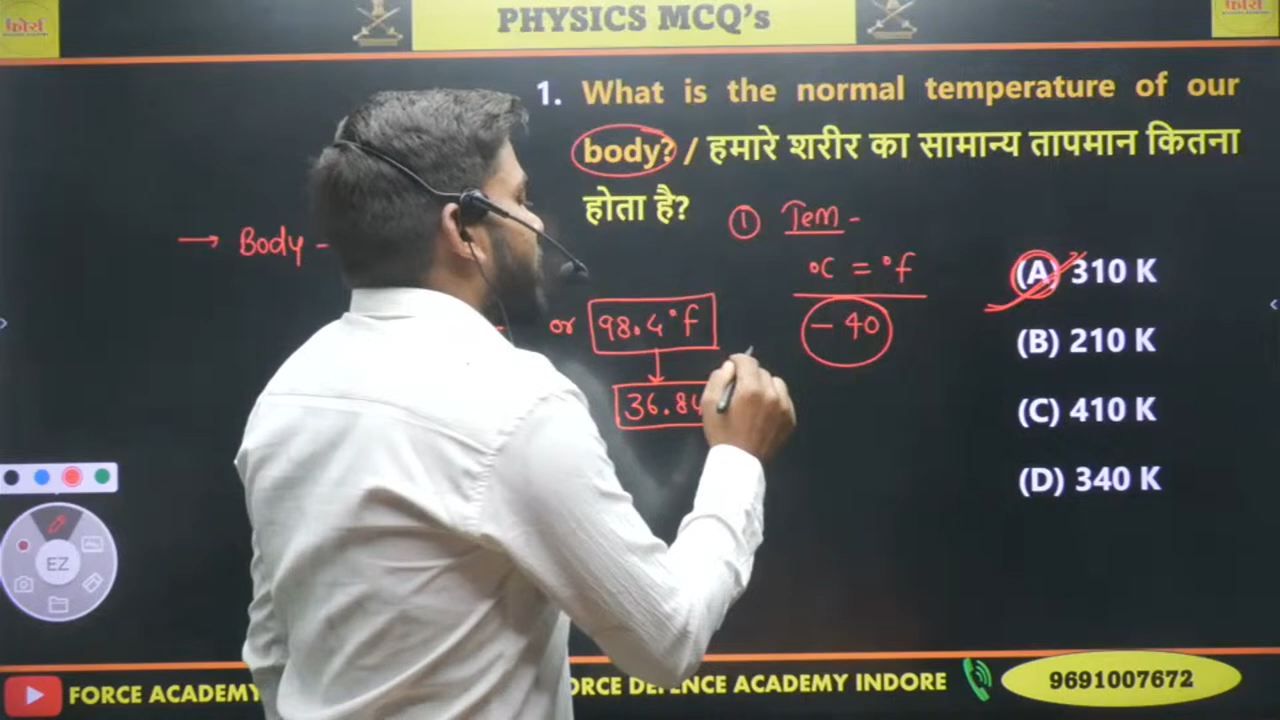 फोर्स
PHYSICS MCQ's
फोर्स
1. What is the normal temperature of our
body? / हमारे शरीर का सामान्य तापमान कितना
होता है?
① Tem -
→ Body -
°C = °f
- 40
or 98.4°f
36.84
(A) 310 K
(B) 210 K
(C) 410 K
(D) 340 K
EZ
FORCE ACADEMY
ORCE DEFENCE ACADEMY INDORE
9691007672